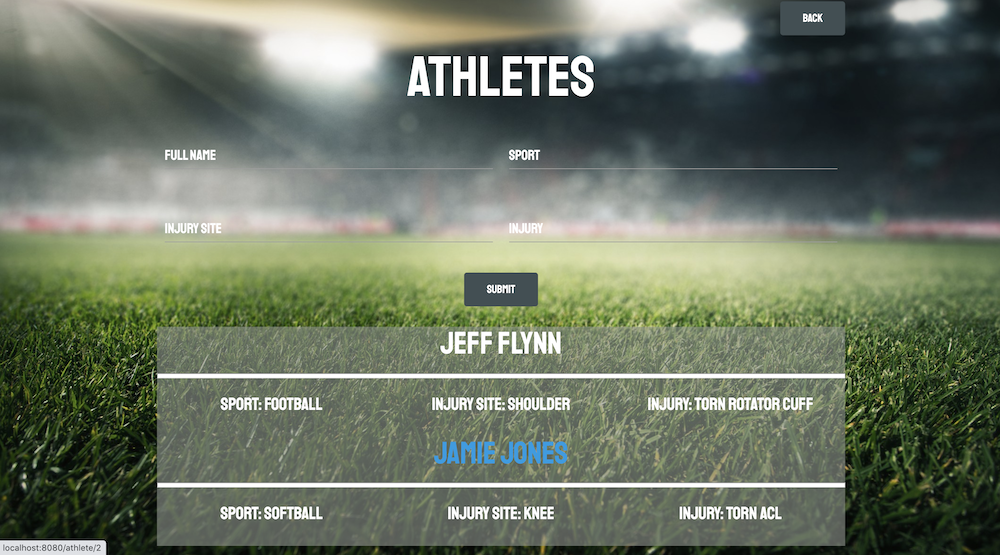 BACK
ATHLETES
FULL NAME
SPORT
INJURY SITE
INJURY
SUBMIT
JEFF FLYNN
SPORT: FOOTBALL
INJURY SITE: SHOULDER
INJURY: TORN ROTATOR CUFF
JAMIE JONES
SPORT: SOFTBALL
INJURY SITE: KNEE
INJURY: TORN ACL
localhost:8080/athlete/2